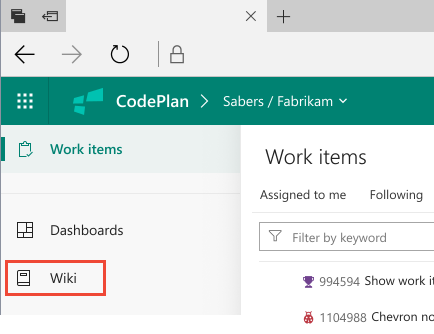 CodePlan > Sabers / Fabrikam
Work items
Dashboards
Wiki
Work items
Assigned to me Following
Filter by keyword
994594 Show work it
1104988 Chevron no